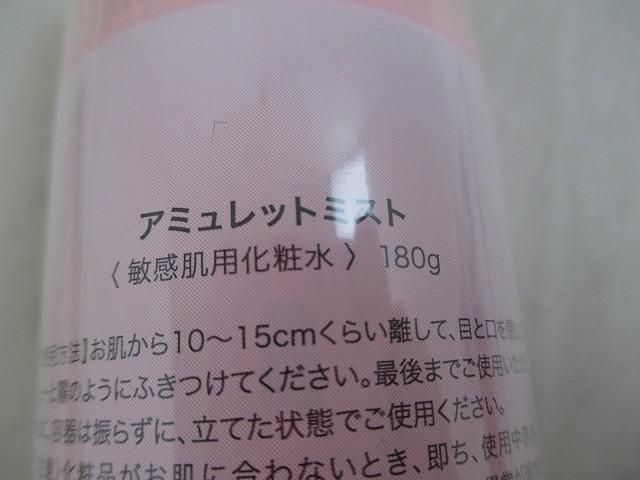 アミュレットミスト
〈敏感肌用化粧水〉 180g
方法】お肌から10〜15cmくらい離して、目と口を
霧のようにふきつけてください。最後までご使用いただ
容器は振らずに、立てた状態でご使用ください。
化粧品がお肌に合わないとき、即ち、使用中